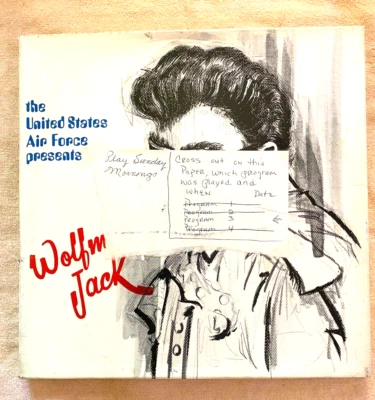 the
United States
Air Force
presents
Play Sunday
Mornings
Cross out on this
Paper, which program
was played and
when Date
Program 1
Program 2
Program 3
Program 4
Wolfm
Jack